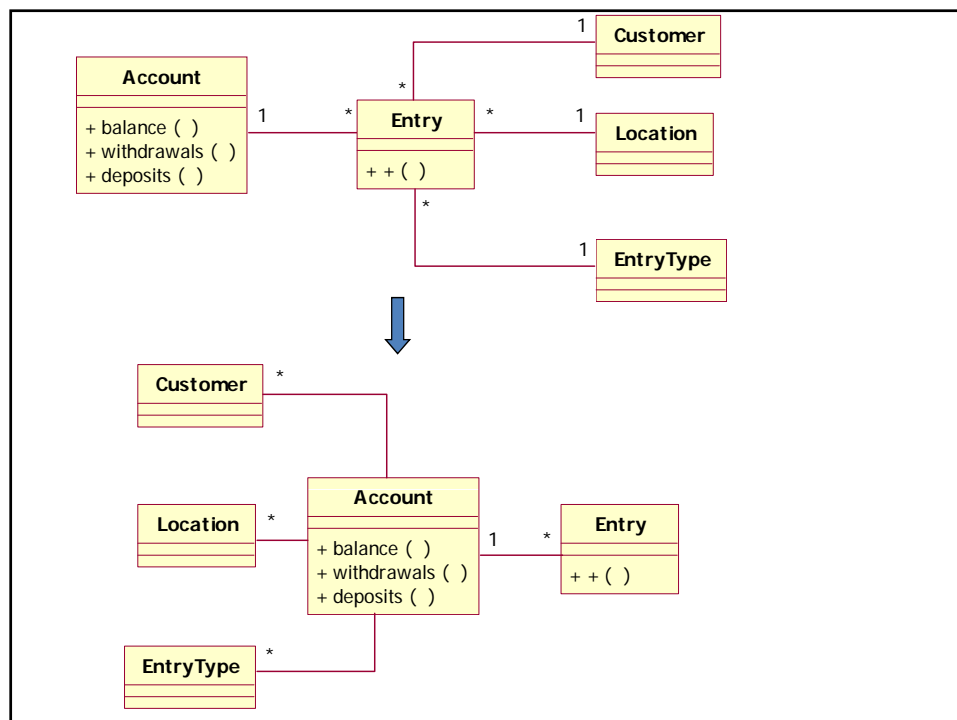 1
Customer
Account
*
1
*
Entry
*
1
Location
+ balance ( )
+ withdrawals ( )
+ deposits ( )
+ + ( )
*
1
EntryType
*
Customer
Account
Location
*
1
*
Entry
+ balance ( )
+ withdrawals ( )
+ deposits ( )
+ + ( )
*
EntryType